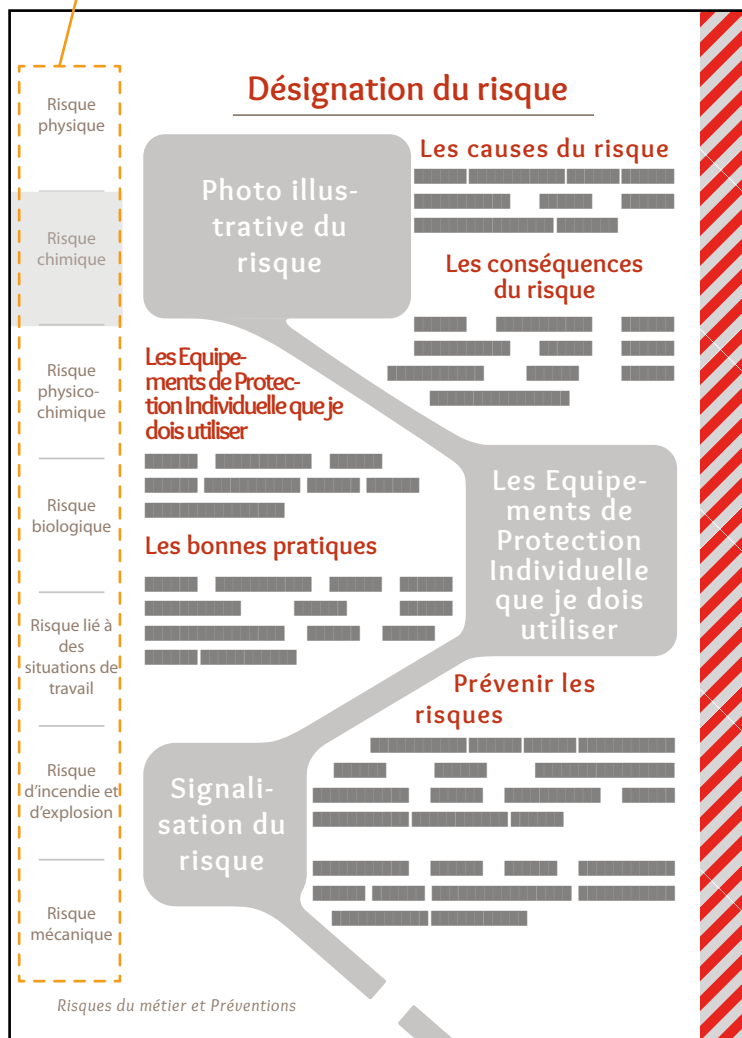 Désignation du risque
Risque
physique
Risque
chimique
Risque
physico-
chimique
Risque
biologique
Risque lié à
des
situations de
travail
Risque
d'incendie et
d'explosion
Risque
mécanique
Photo illus-
trative du
risque
Les causes du risque
Les conséquences
du risque
Les Equipe-
ments de Protec-
tion Individuelle que je
dois utiliser
Les Equipe-
ments de
Protection
Individuelle
que je dois
utiliser
Les bonnes pratiques
Prévenir les
risques
Signali-
sation du
risque
Risques du métier et Préventions